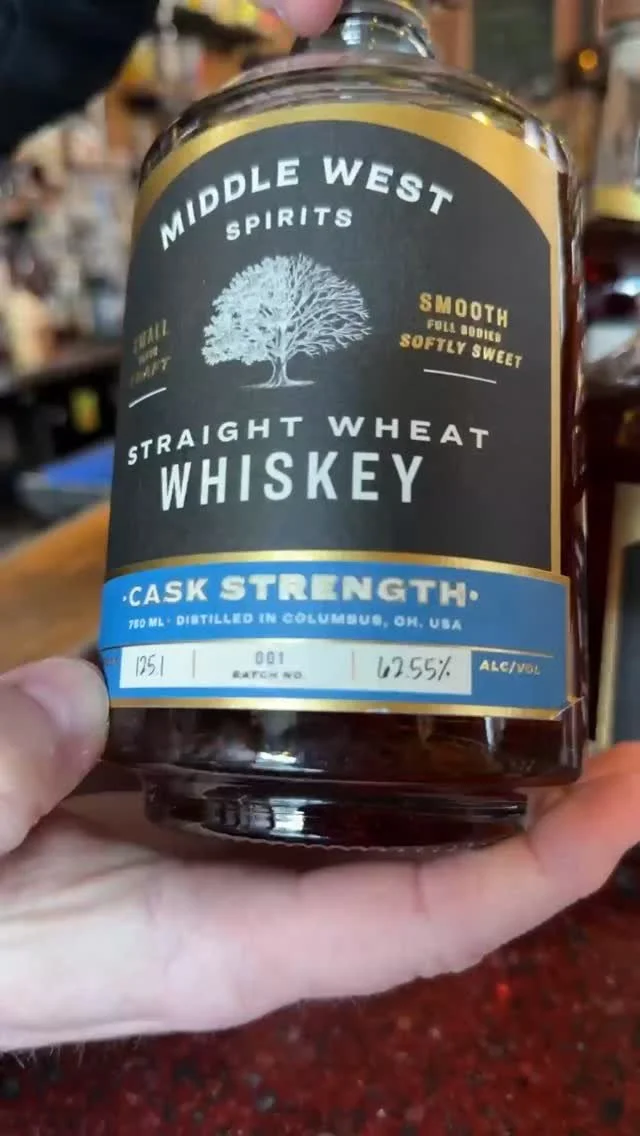 MIDDLE WEST
SPIRITS
SMALL
CRAFT
SMOOTH
FULL BODIED
SOFTLY SWEET
STRAIGHT WHEAT
WHISKEY
·CASK STRENGTH·
750 ML · DISTILLED IN COLUMBUS, OH. USA
125.1 001 62.55% ALC/VOL
BATCH NO.